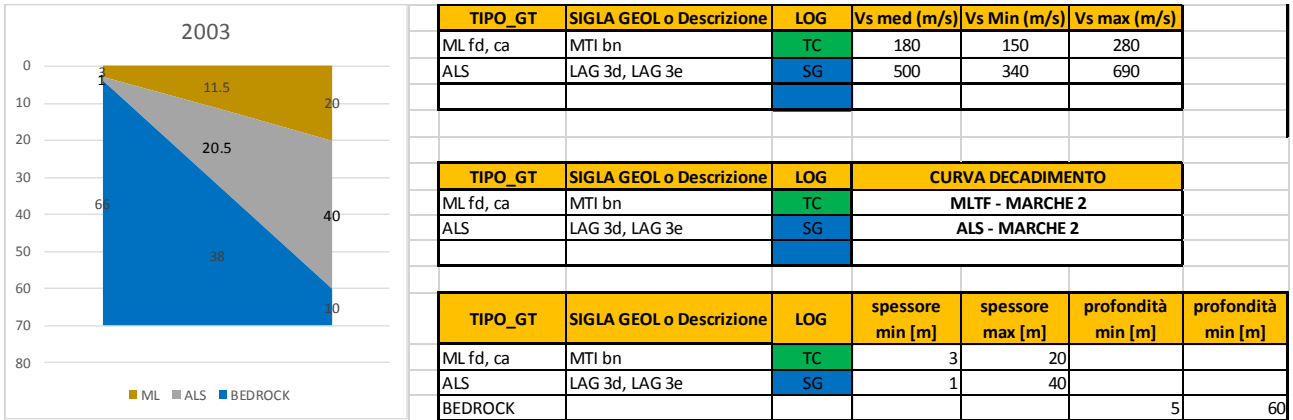 2003
0
10
20
30
40
50
60
70
80
3
1
66
11.5
20.5
38
20
40
10
ML ALS BEDROCK
TIPO_GT SIGLA GEOL o Descrizione LOG Vs med (m/s) Vs Min (m/s) Vs max (m/s)
ML fd, ca MTI bn TC 180 150 280
ALS LAG 3d, LAG 3e SG 500 340 690
TIPO_GT SIGLA GEOL o Descrizione LOG CURVA DECADIMENTO
ML fd, ca MTI bn TC MLTF - MARCHE 2
ALS LAG 3d, LAG 3e SG ALS - MARCHE 2
TIPO_GT SIGLA GEOL o Descrizione LOG spessore min [m] spessore max [m] profondità min [m] profondità min [m]
ML fd, ca MTI bn TC 3 20
ALS LAG 3d, LAG 3e SG 1 40
BEDROCK 5 60